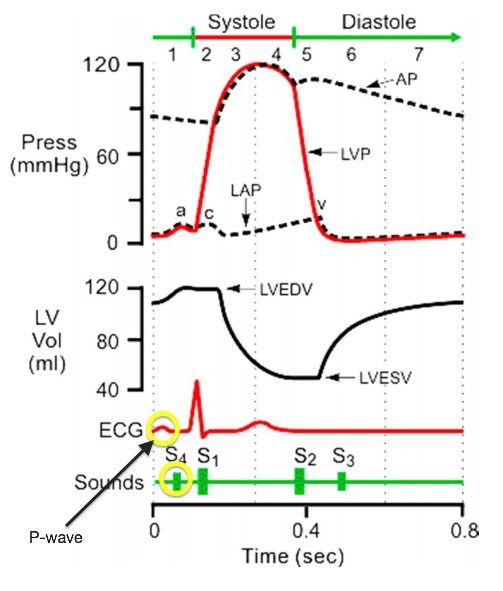 Systole Diastole
1 2 3 4 5 6 7
120
AP
Press
(mmHg)
60
LVP
LAP
a c v
0
120
LVEDV
LV
Vol
(ml)
80
LVESV
40
ECG
S4 S1 S2 S3
Sounds
P-wave
0 0.4 0.8
Time (sec)